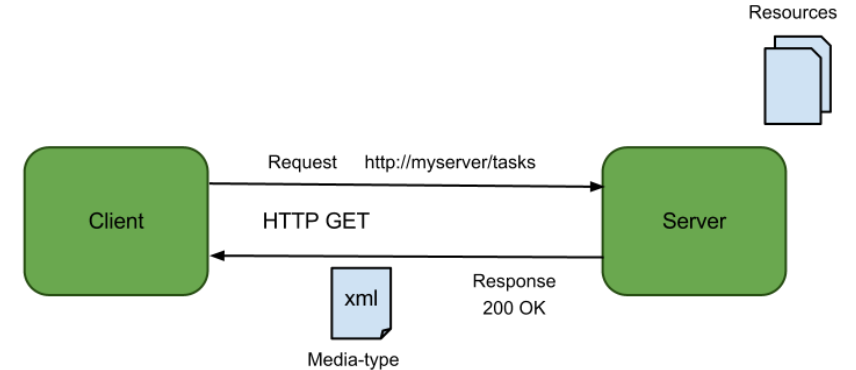 Resources
Request http://myserver/tasks
Client
HTTP GET
Server
xml
Response
200 OK
Media-type